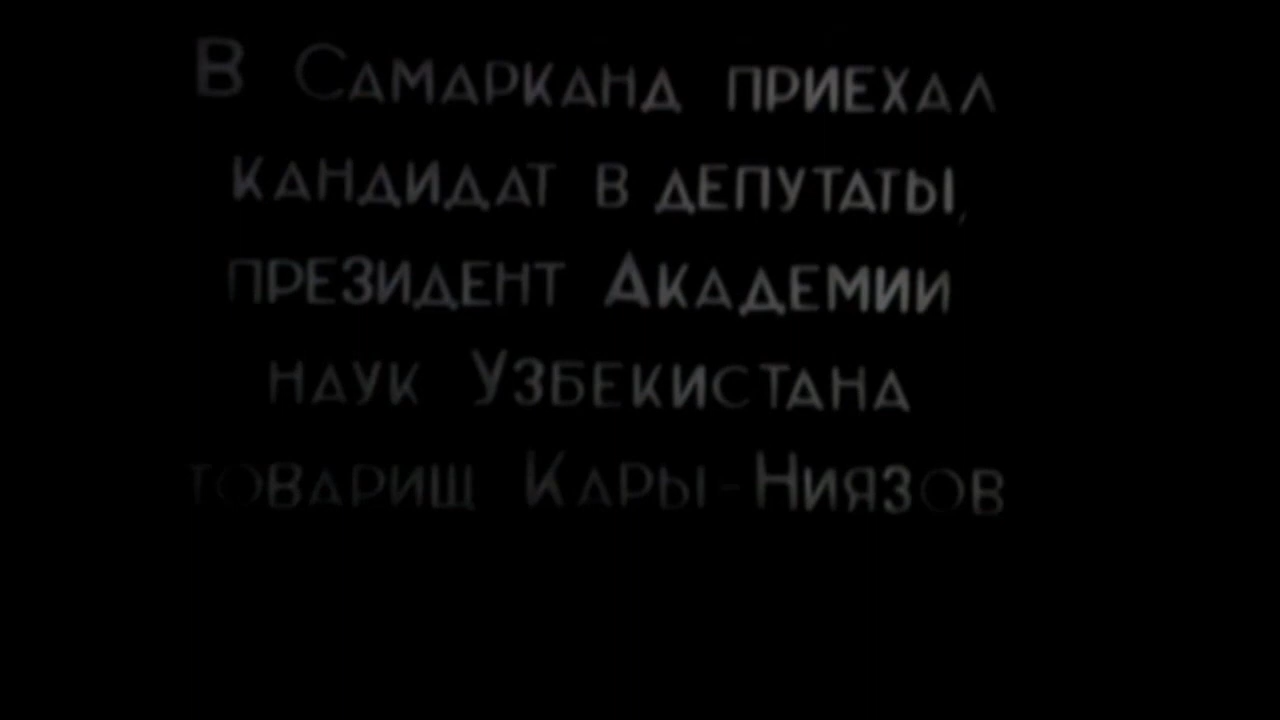 В Самарканд приехал
кандидат в депутаты,
президент Академии
наук Узбекистана
товарищ Кары-Ниязов